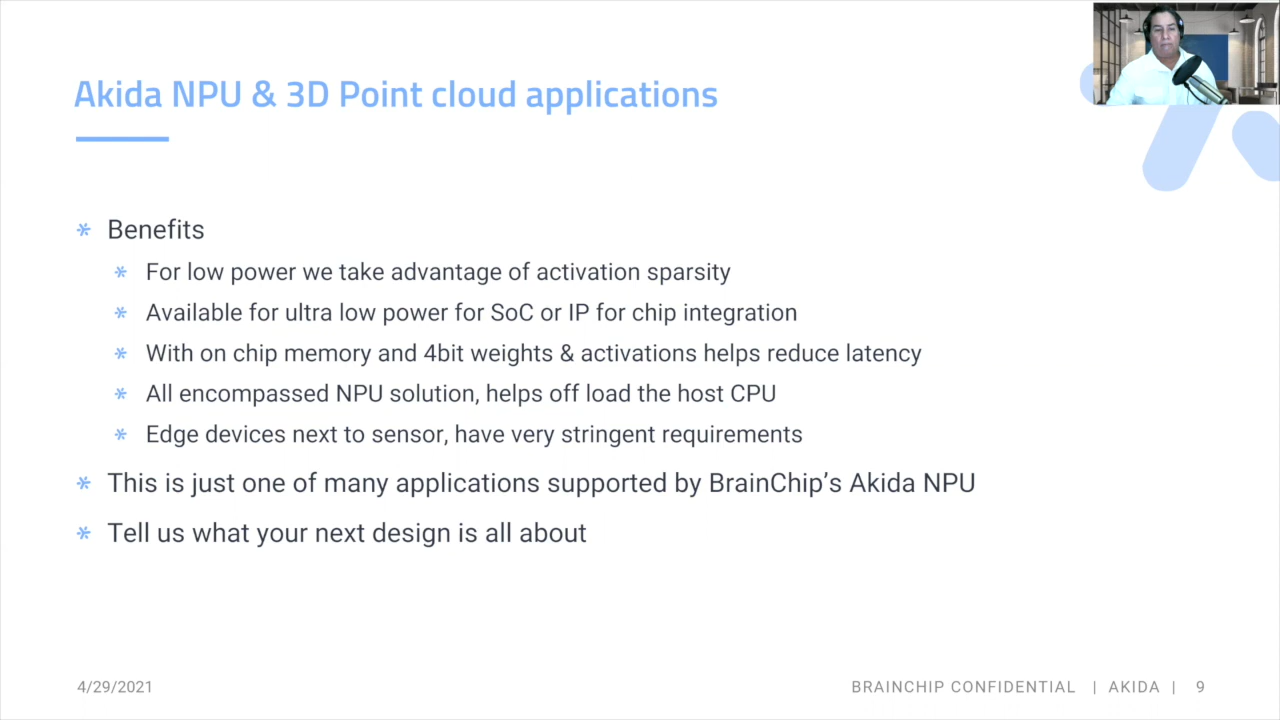 Akida NPU & 3D Point cloud applications
Benefits
For low power we take advantage of activation sparsity
Available for ultra low power for SoC or IP for chip integration
With on chip memory and 4bit weights & activations helps reduce latency
All encompassed NPU solution, helps off load the host CPU
Edge devices next to sensor, have very stringent requirements
This is just one of many applications supported by BrainChip’s Akida NPU
Tell us what your next design is all about
4/29/2021
BRAINCHIP CONFIDENTIAL | AKIDA | 9